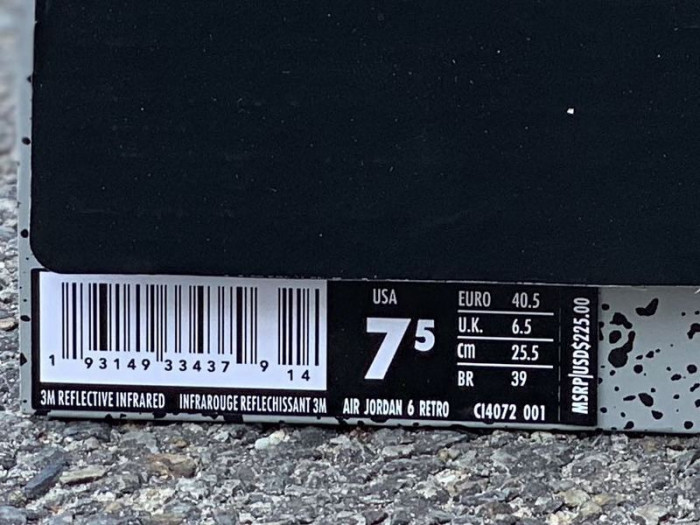 1 93149 33437 9 14
3M REFLECTIVE INFRARED INFRAROUGE REFLECHISSANT 3M
USA
7⁵
EURO 40.5
U.K. 6.5
cm 25.5
BR 39
AIR JORDAN 6 RETRO CI4072 001
MSRP|USD$225.00